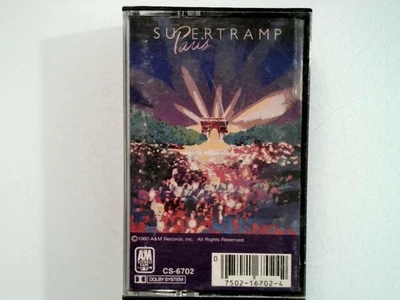 SUPERTRAMP
Paris
©1980 A&M Records, Inc. All Rights Reserved
A&M
CS-6702
DOLBY SYSTEM
0
7502-16702-4